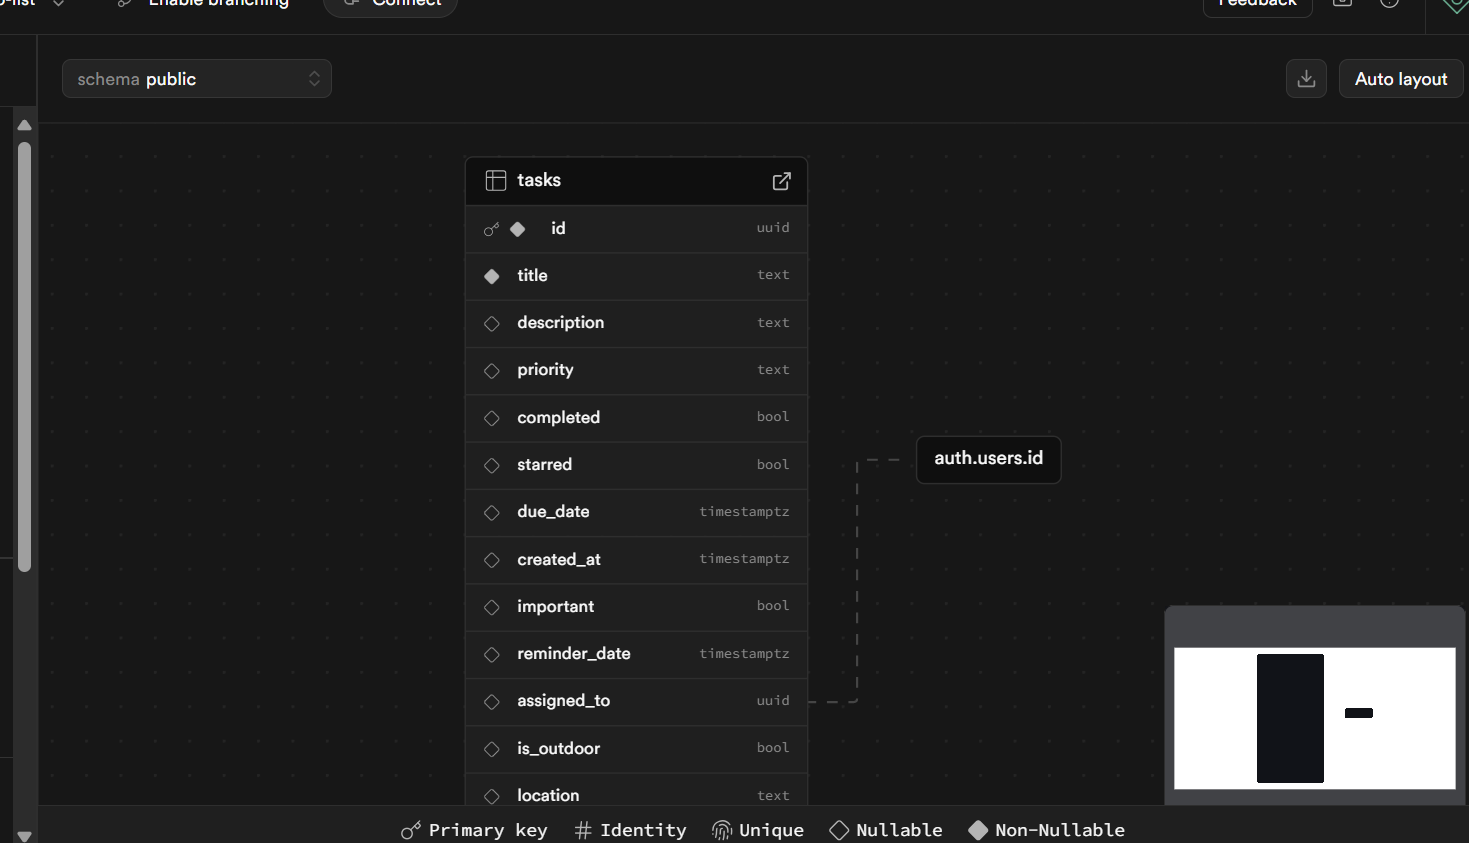 Enable branching
Connect
Feedback
schema public
Auto layout
tasks
id uuid
title text
description text
priority text
completed bool
starred bool
due_date timestamptz
created_at timestamptz
important bool
reminder_date timestamptz
assigned_to uuid
is_outdoor bool
location text
auth.users.id
Primary key
Identity
Unique
Nullable
Non-Nullable